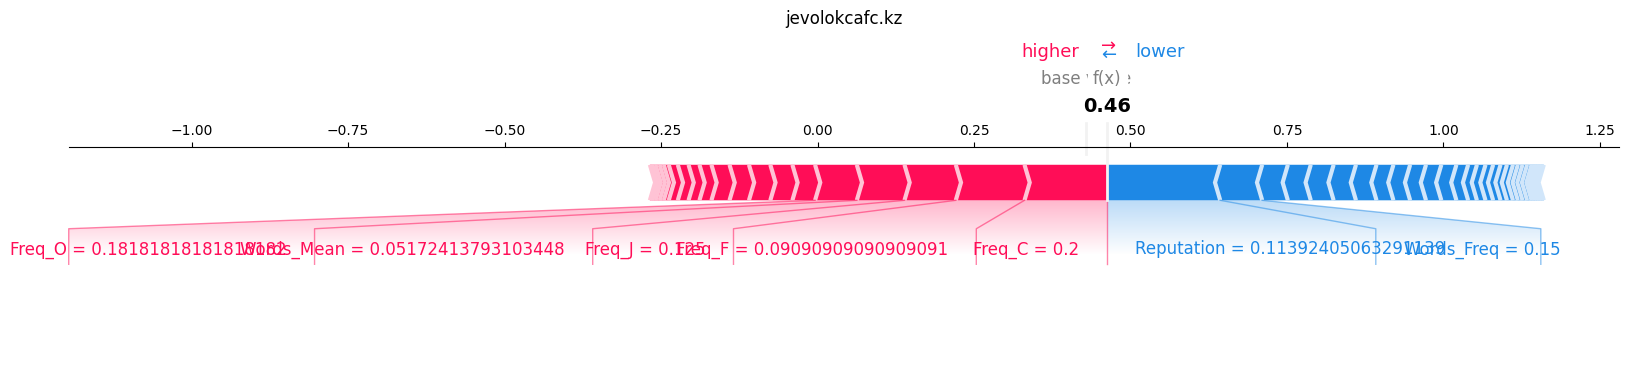 jevolokcafc.kz
higher → ← lower
base f(x) e
0.46
−1.00 −0.75 −0.50 −0.25 0.00 0.25 0.50 0.75 1.00 1.25
Freq_O = 0.18181818181818182 Words_Mean = 0.05172413793103448 Freq_J = 0.125 Freq_F = 0.09090909090909091 Freq_C = 0.2 Reputation = 0.11392405063291139 Words_Freq = 0.15